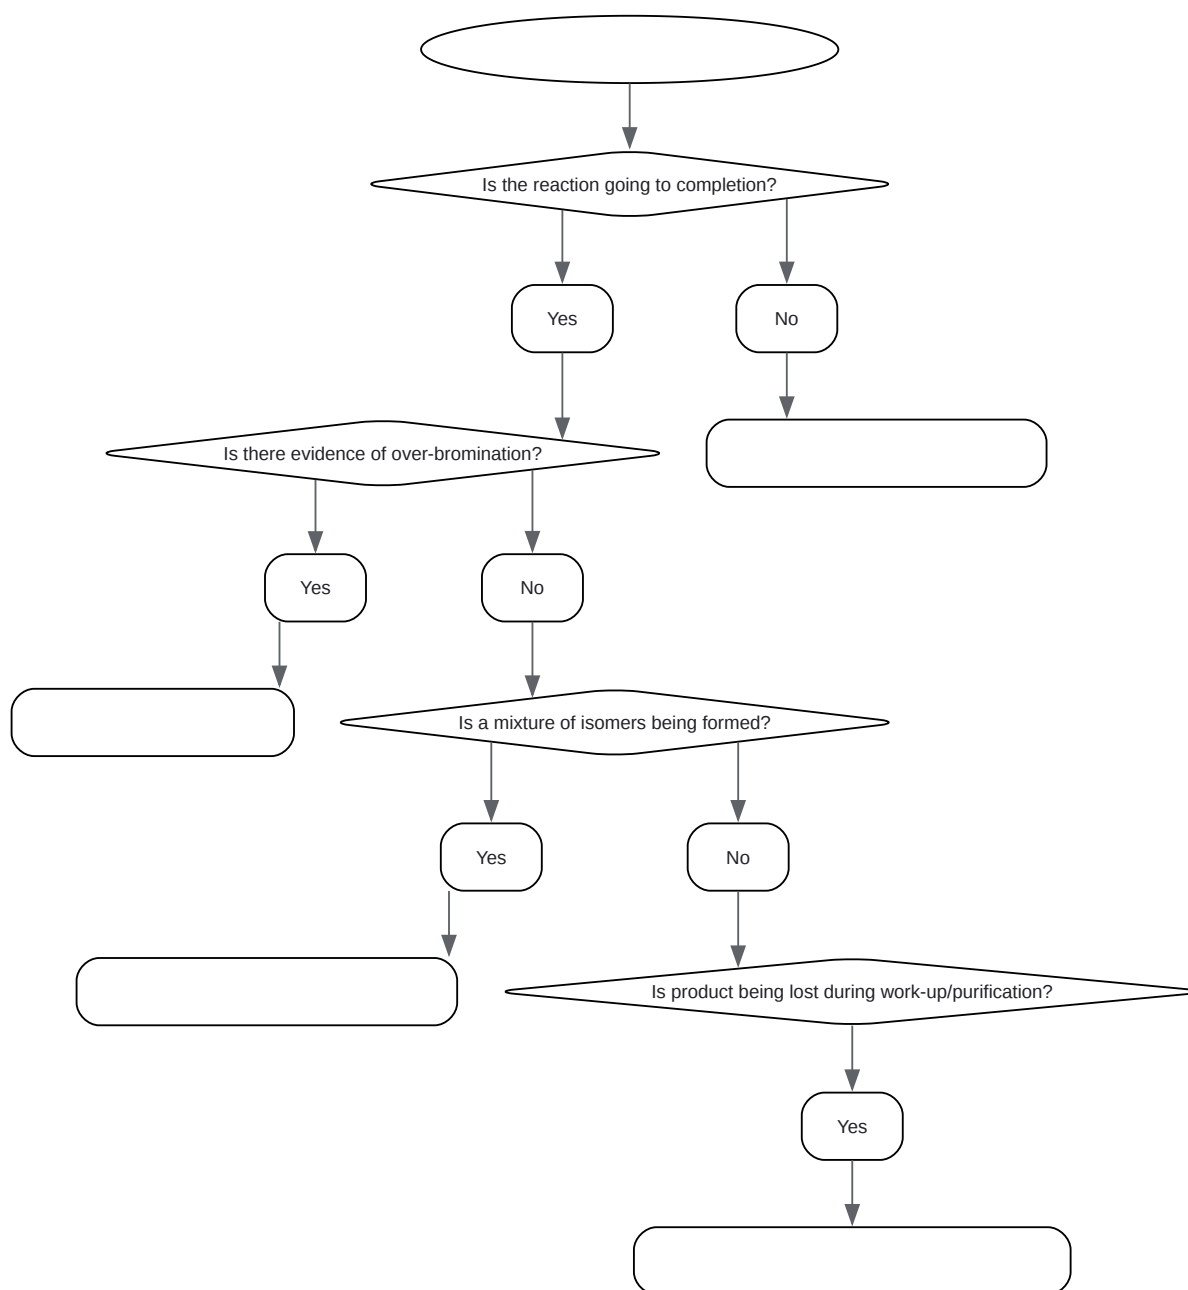 Is the reaction going to completion?
Yes
No
Is there evidence of over-bromination?
Yes
No
Is a mixture of isomers being formed?
Yes
No
Is product being lost during work-up/purification?
Yes